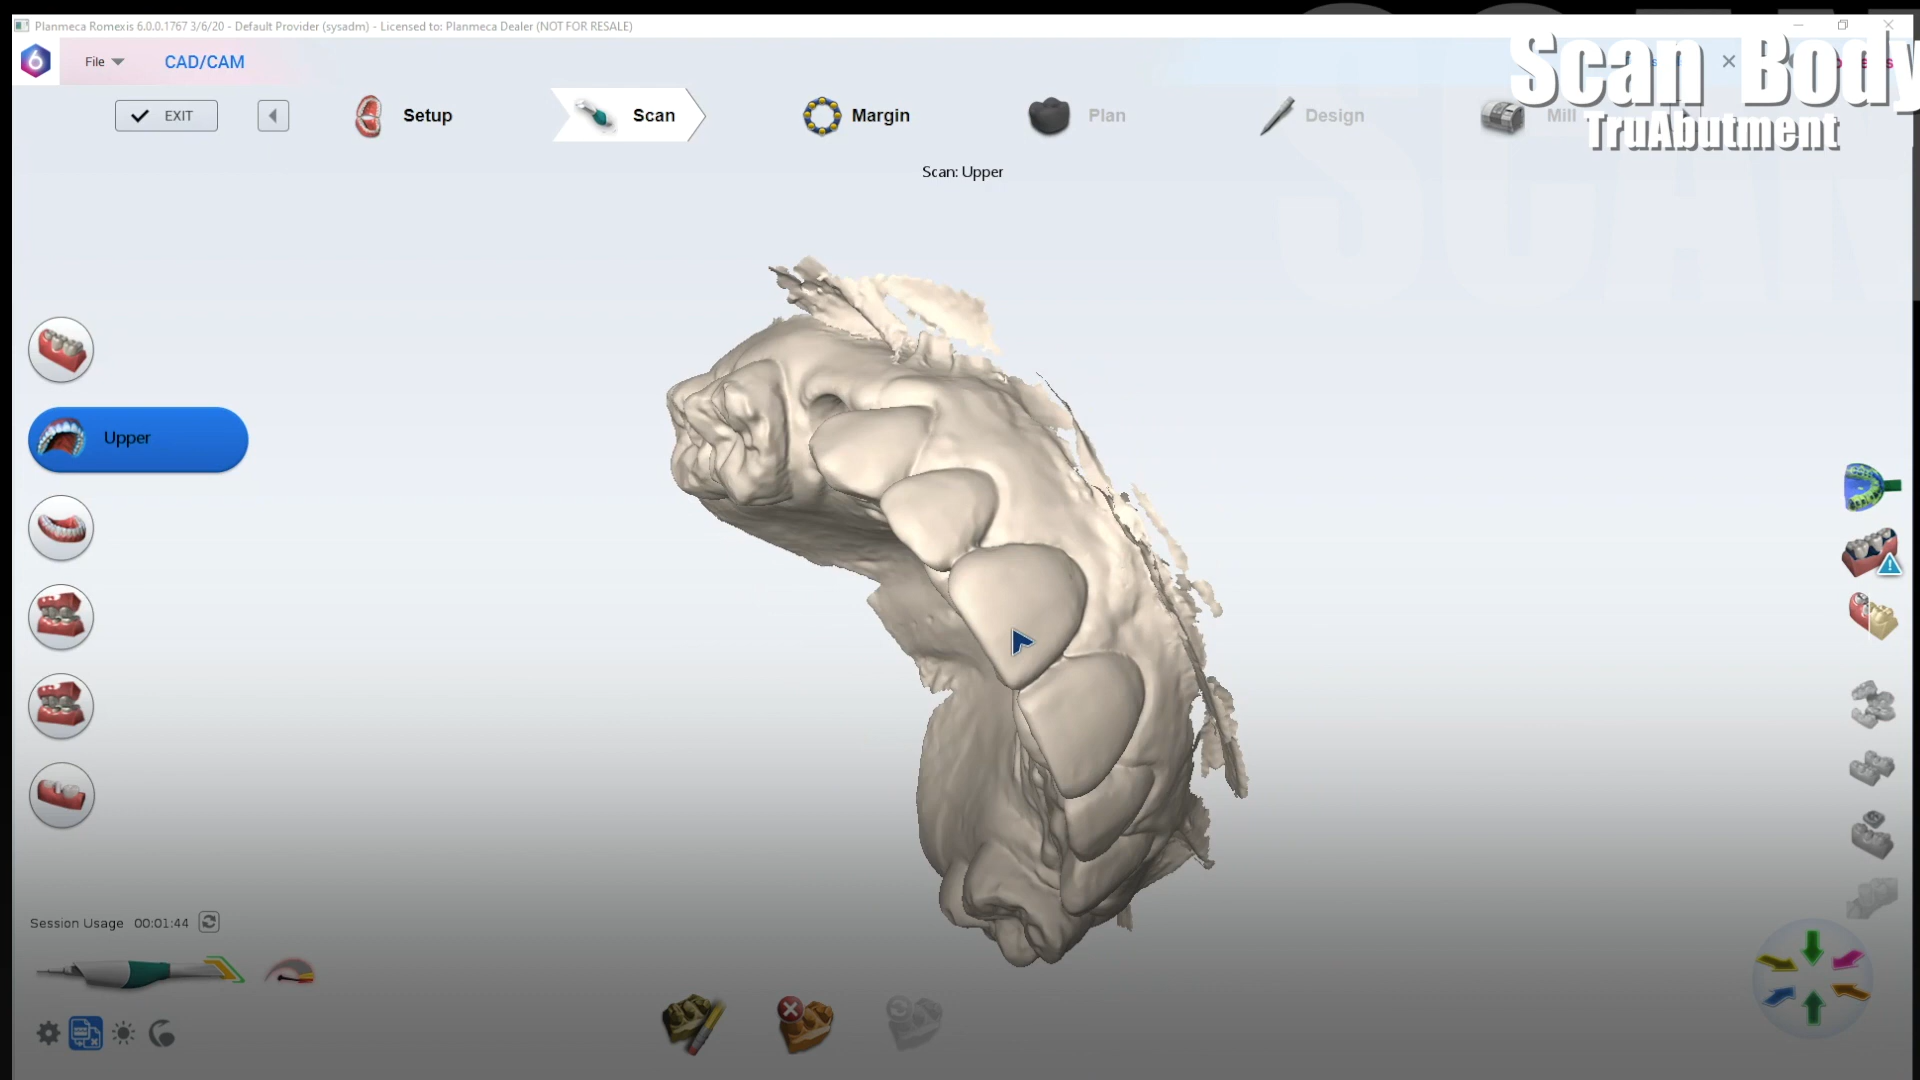 Planmeca Romexis 6.0.0.1767 3/6/20 - Default Provider (sysadm) - Licensed to: Planmeca Dealer (NOT FOR RESALE)
6
File
CAD/CAM
Scan Body
TruAbutment
EXIT
Setup
Scan
Margin
Plan
Design
Mill
Scan: Upper
SCAN
Upper
Session Usage 00:01:44